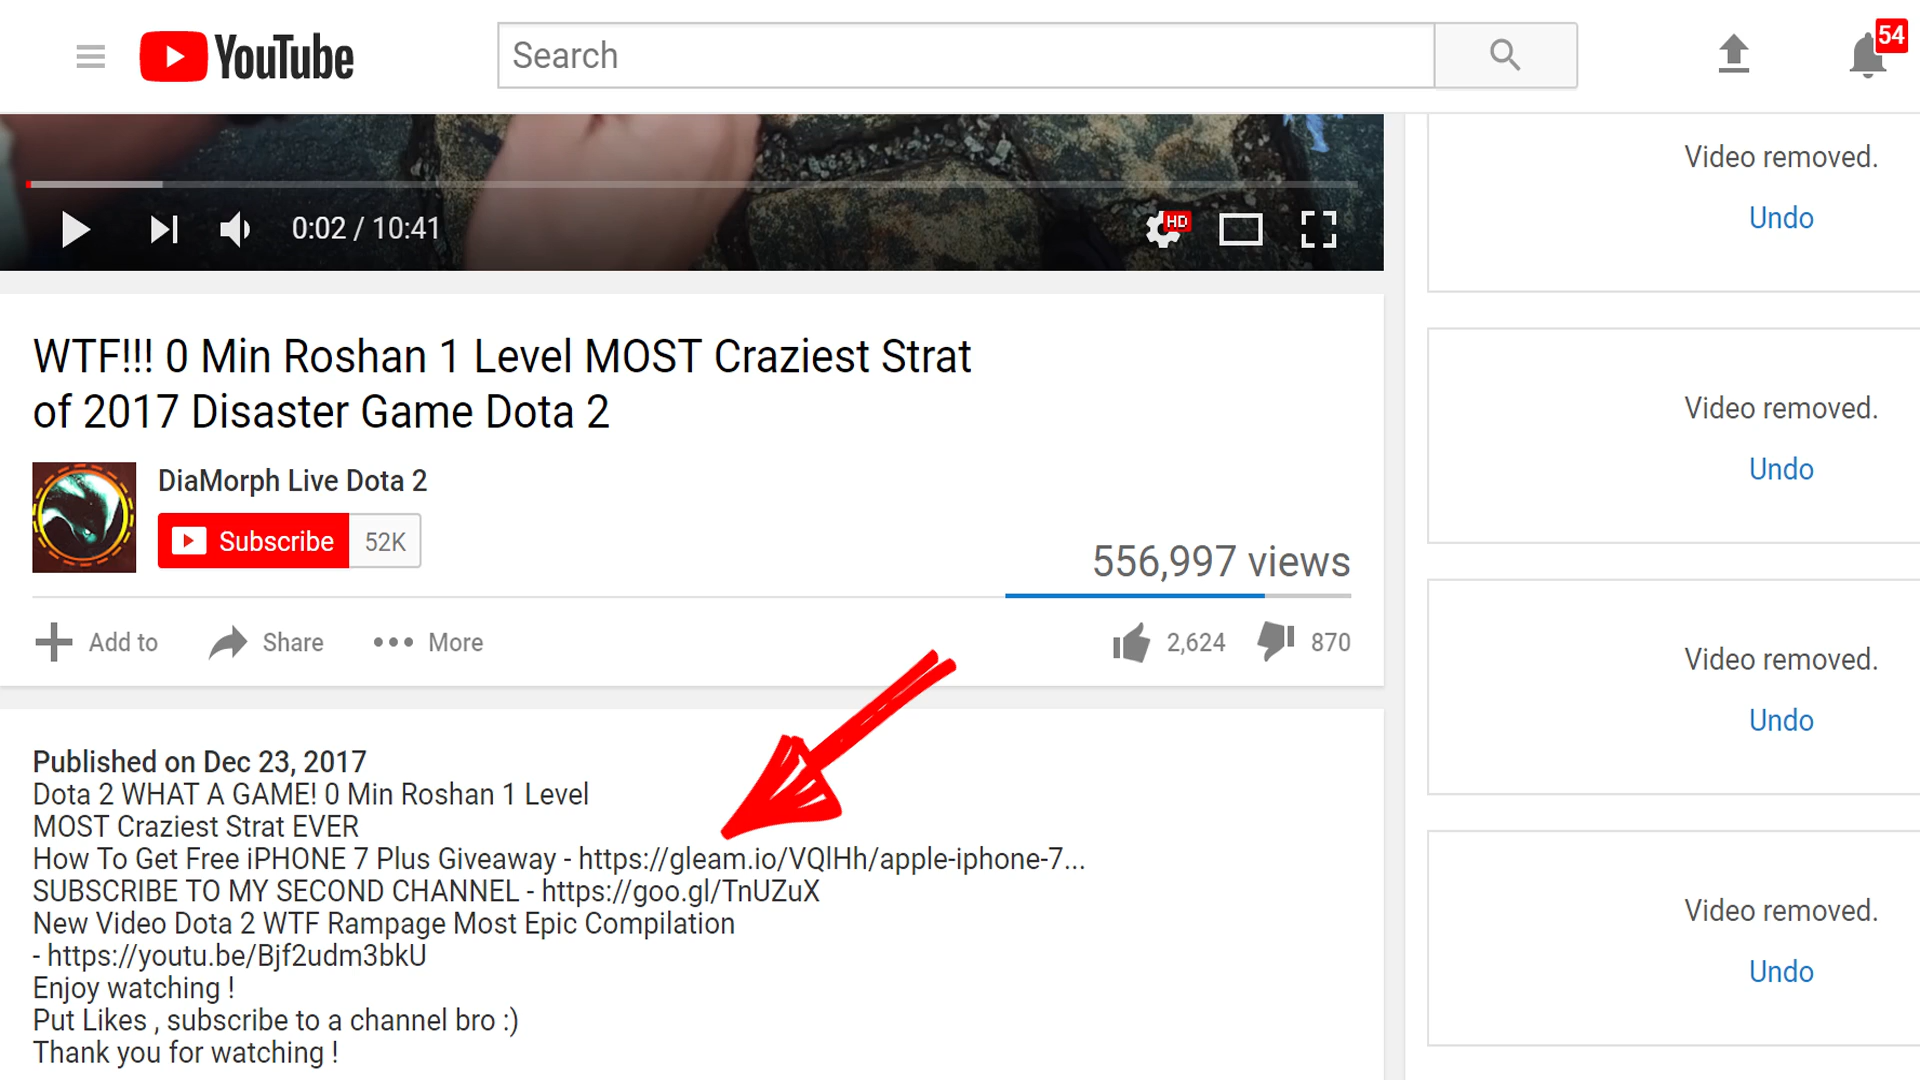 YouTube
Search
54
0:02 / 10:41
HD
WTF!!! 0 Min Roshan 1 Level MOST Craziest Strat
of 2017 Disaster Game Dota 2
DiaMorph Live Dota 2
Subscribe 52K
556,997 views
Add to Share More
2,624 870
Published on Dec 23, 2017
Dota 2 WHAT A GAME! 0 Min Roshan 1 Level
MOST Craziest Strat EVER
How To Get Free iPHONE 7 Plus Giveaway - https://gleam.io/VQlHh/apple-iphone-7...
SUBSCRIBE TO MY SECOND CHANNEL - https://goo.gl/TnUZuX
New Video Dota 2 WTF Rampage Most Epic Compilation
- https://youtu.be/Bjf2udm3bkU
Enjoy watching !
Put Likes , subscribe to a channel bro :)
Thank you for watching !
Video removed.
Undo
Video removed.
Undo
Video removed.
Undo
Video removed.
Undo